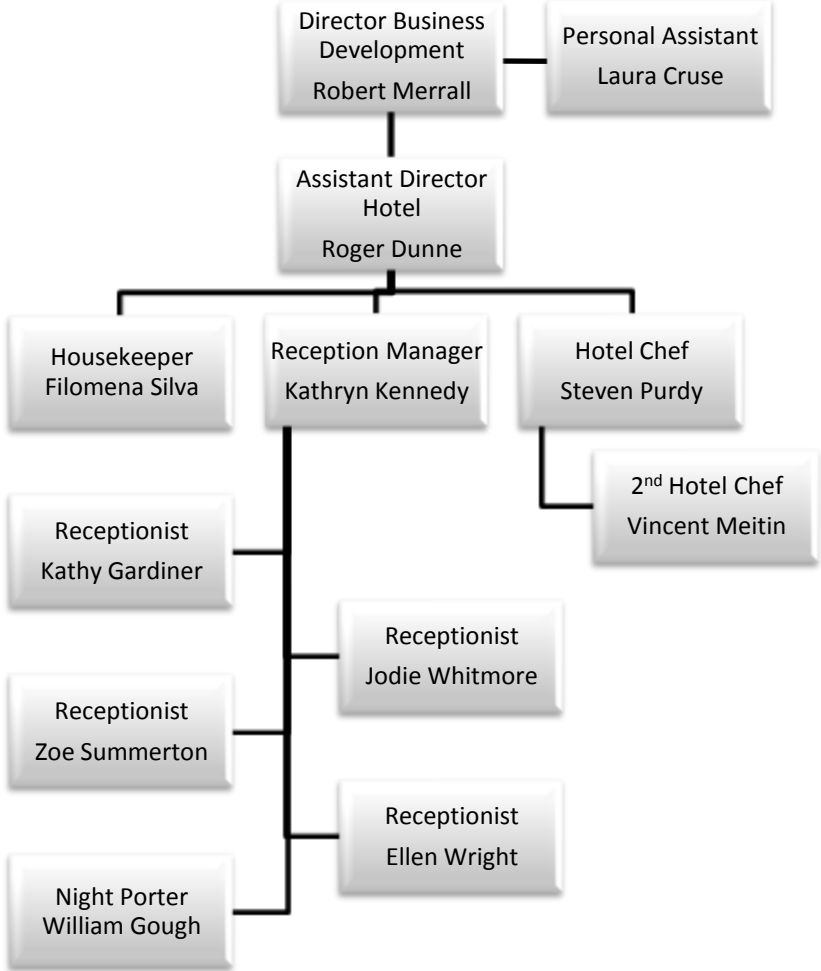 Director Business
Development
Robert Merrall
Personal Assistant
Laura Cruse
Assistant Director
Hotel
Roger Dunne
Housekeeper
Filomena Silva
Reception Manager
Kathryn Kennedy
Hotel Chef
Steven Purdy
2nd Hotel Chef
Vincent Meitin
Receptionist
Kathy Gardiner
Receptionist
Jodie Whitmore
Receptionist
Zoe Summerton
Receptionist
Ellen Wright
Night Porter
William Gough